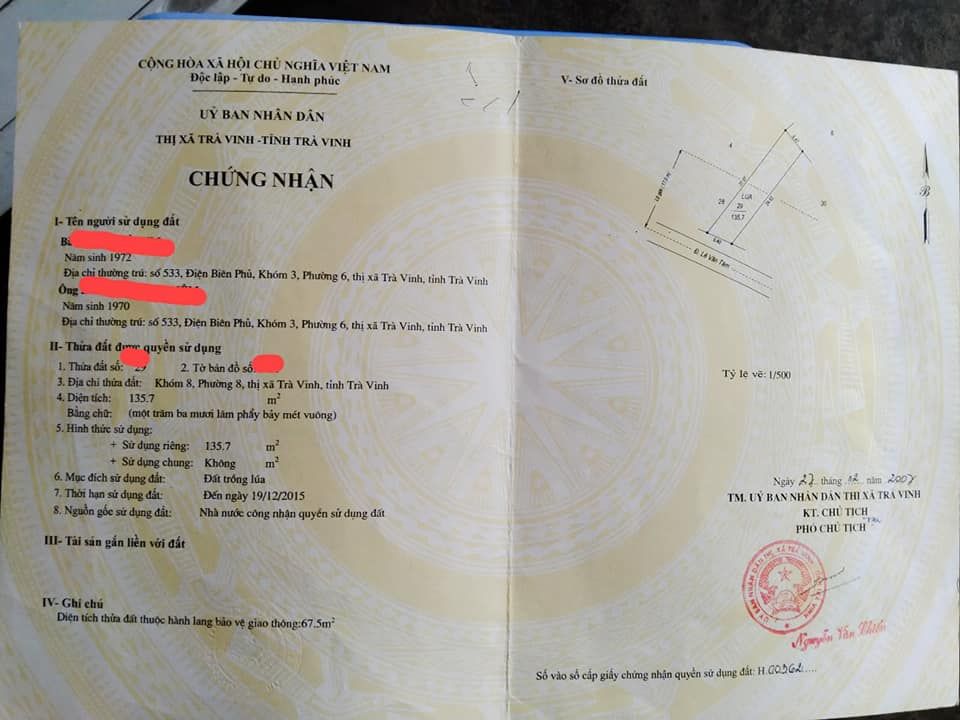 CỘNG HÒA XÃ HỘI CHỦ NGHĨA VIỆT NAM
Độc lập - Tự do - Hạnh phúc
UỶ BAN NHÂN DÂN
THỊ XÃ TRÀ VINH -TỈNH TRÀ VINH
CHỨNG NHẬN
I- Tên người sử dụng đất
Năm sinh 1972
Địa chỉ thường trú: số 533, Điện Biên Phủ, Khóm 3, Phường 6, thị xã Trà Vinh, tỉnh Trà Vinh
Ông
Năm sinh 1970
Địa chỉ thường trú: số 533, Điện Biên Phủ, Khóm 3, Phường 6, thị xã Trà Vinh, tỉnh Trà Vinh
II- Thửa đất được quyền sử dụng
1. Thửa đất số: 2. Tờ bản đồ số
3. Địa chỉ thửa đất: Khóm 8, Phường 8, thị xã Trà Vinh, tỉnh Trà Vinh
4. Diện tích: 135.7 m²
Bằng chữ: (một trăm ba mươi lăm phẩy bảy mét vuông)
5. Hình thức sử dụng:
+ Sử dụng riêng: 135.7 m²
+ Sử dụng chung: Không m²
6. Mục đích sử dụng đất: Đất trồng lúa
7. Thời hạn sử dụng đất: Đến ngày 19/12/2015
8. Nguồn gốc sử dụng đất: Nhà nước công nhận quyền sử dụng đất
III- Tài sản gắn liền với đất
IV- Ghi chú
Diện tích thửa đất thuộc hành lang bảo vệ giao thông:67.5m²
V- Sơ đồ thửa đất
4
6
28
LUA
29
135.7
30
Đ. Lê Văn Tám
B
Tỷ lệ vẽ: 1/500
Ngày 27 tháng 12 năm 2007
TM. UỶ BAN NHÂN DÂN THỊ XÃ TRÀ VINH
KT. CHỦ TỊCH
PHÓ CHỦ TỊCH
Nguyễn Văn
Số vào sổ cấp giấy chứng nhận quyền sử dụng đất: H.00362....